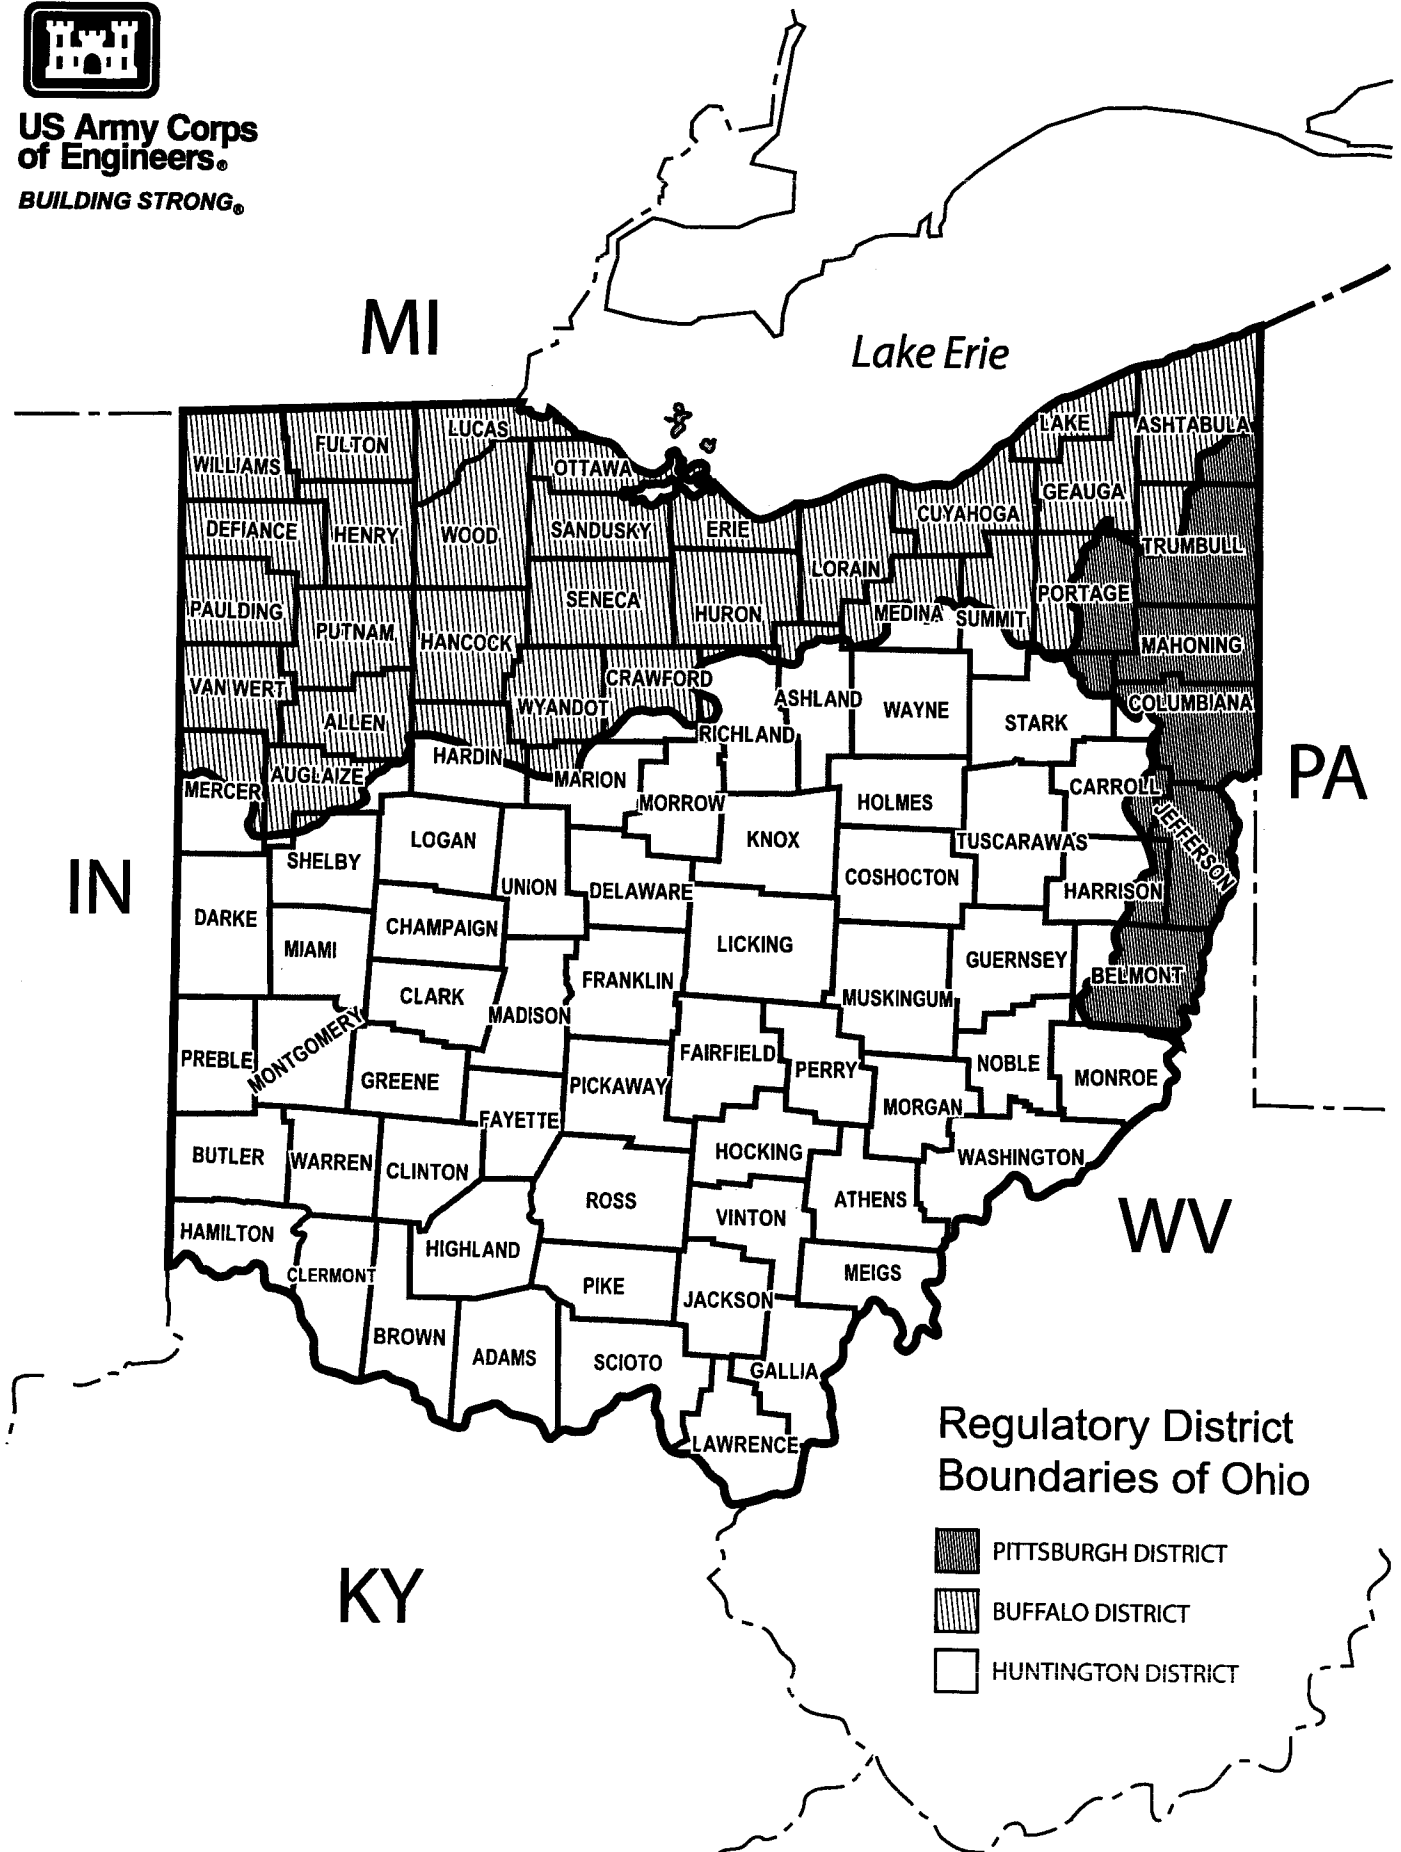 US Army Corps
of Engineers®
BUILDING STRONG®
MI
Lake Erie
LUCAS
LAKE
ASHTABULA
FULTON
WILLIAMS
OTTAWA
GEAUGA
CUYAHOGA
DEFIANCE
HENRY
WOOD
SANDUSKY
ERIE
TRUMBULL
LORAIN
PORTAGE
PAULDING
SENECA
HURON
MEDINA
SUMMIT
PUTNAM
HANCOCK
MAHONING
VAN WERT
CRAWFORD
ASHLAND
COLUMBIANA
WYANDOT
WAYNE
ALLEN
STARK
RICHLAND
HARDIN
PA
AUGLAIZE
MARION
MERCER
CARROLL
MORROW
HOLMES
JEFFERSON
LOGAN
KNOX
TUSCARAWAS
SHELBY
IN
UNION
DELAWARE
COSHOCTON
HARRISON
DARKE
CHAMPAIGN
LICKING
MIAMI
GUERNSEY
FRANKLIN
BELMONT
CLARK
MUSKINGUM
MADISON
MONTGOMERY
PREBLE
FAIRFIELD
NOBLE
PERRY
GREENE
PICKAWAY
MONROE
MORGAN
FAYETTE
HOCKING
BUTLER
WARREN
CLINTON
WASHINGTON
ROSS
ATHENS
VINTON
WV
HAMILTON
HIGHLAND
CLERMONT
MEIGS
PIKE
JACKSON
BROWN
ADAMS
SCIOTO
GALLIA
LAWRENCE
Regulatory District
Boundaries of Ohio
PITTSBURGH DISTRICT
KY
BUFFALO DISTRICT
HUNTINGTON DISTRICT